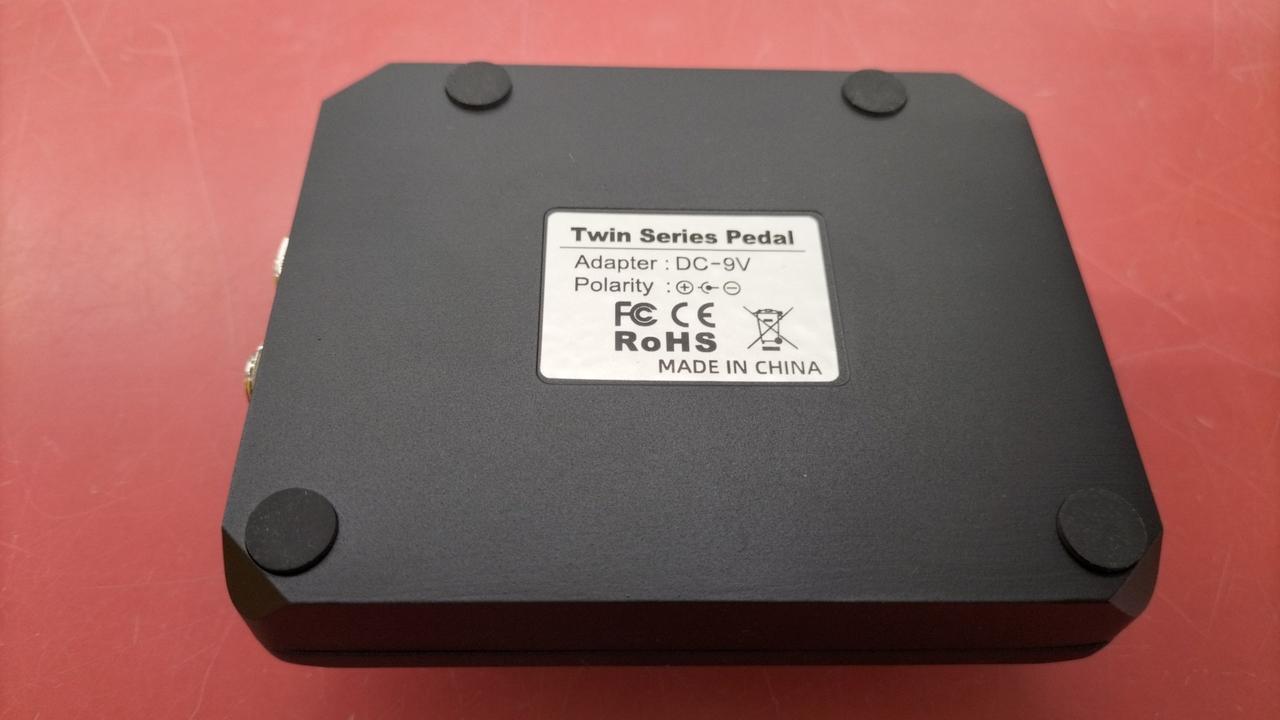 Twin Series Pedal
Adapter : DC-9V
Polarity :
FC CE
RoHS
MADE IN CHINA